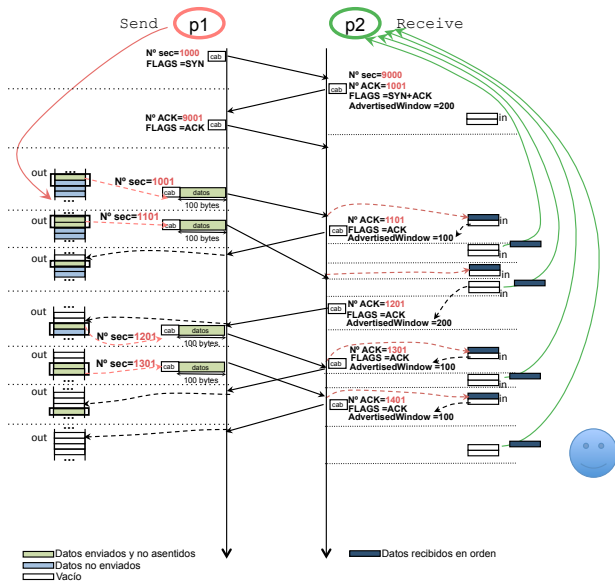 Send p1 p2 Receive
Nº sec=1000
FLAGS =SYN
cab
Nº sec=9000
Nº ACK=1001
FLAGS =SYN+ACK
AdvertisedWindow =200
cab
in
Nº ACK=9001
FLAGS =ACK
cab
out
...
...
Nº sec=1001
cab datos
100 bytes
out
...
Nº sec=1101
cab datos
100 bytes
Nº ACK=1101
FLAGS =ACK
AdvertisedWindow =100
cab
in
in
out
...
in
in
out
...
Nº ACK=1201
FLAGS =ACK
AdvertisedWindow =200
cab
Nº sec=1201
cab datos
100 bytes
out
...
Nº sec=1301
cab datos
100 bytes
Nº ACK=1301
FLAGS =ACK
AdvertisedWindow =100
cab
in
in
out
...
Nº ACK=1401
FLAGS =ACK
AdvertisedWindow =100
cab
in
out
...
in
Datos enviados y no asentidos
Datos no enviados
Vacío
Datos recibidos en orden